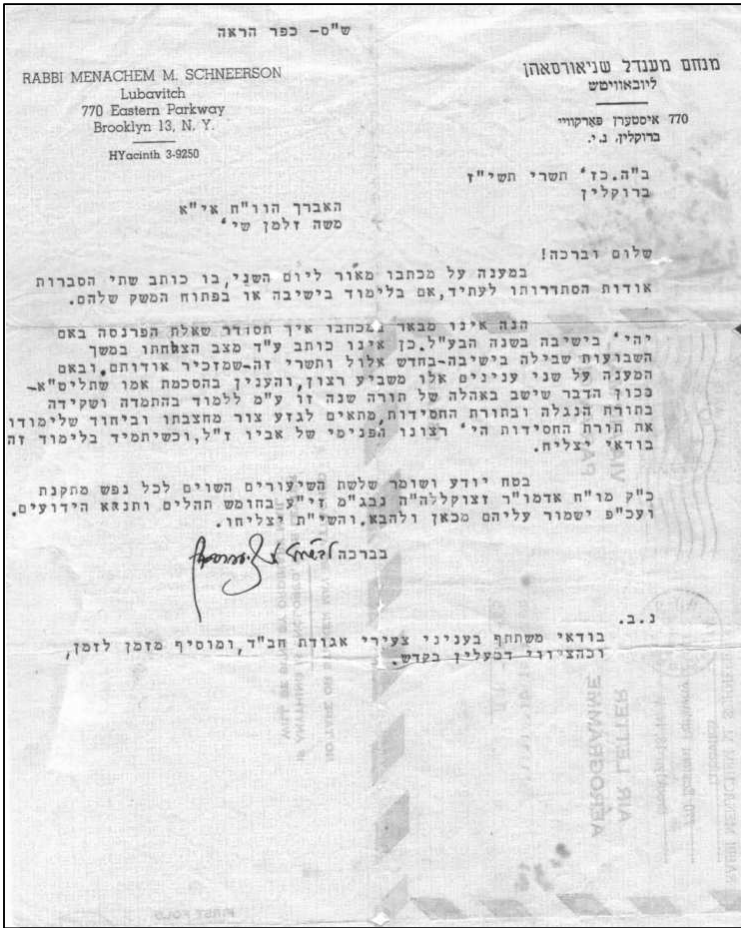 ש"ס- כפר הראה
RABBI MENACHEM M. SCHNEERSON
Lubavitch
770 Eastern Parkway
Brooklyn 13, N. Y.
HYacinth 3-9250
מנחם מענדל שניאורסאהן
ליובאוויטש
770 איסטערן פארקוויי
ברוקלין, נ.י.
ב"ה.כז' תשרי תשי"ז
ברוקלין
האברך הוו"ח אי"א
משה זלמן שי'
שלום וברכה!
במענה על מכתבו מאור ליום השני,בו כותב שתי הסברות
אודות הסתדרותו לעתיד,אם בלימוד בישיבה או בפתוח המשק שלהם.
הנה אינו מבאר במכתבו איך תסודר שאלת הפרנסה באם
יהי' בישיבה בשנה הבע"ל.כן אינו כותב ע"ד מצב הצלחתו במשך
השבועות שבילה בישיבה-בחדש אלול ותשרי זה-שמזכיר אודותם.ובאם
המענה על שני ענינים אלו משביע רצון,והענין בהסכמת אמו שתליט"א-
נכון הדבר שישב באהלה של תורה שנה זו ע"מ ללמוד בהתמדה ושקידה
בתורת הנגלה ובתורת החסידות,מתאים לגזע צור מחצבתו וביחוד שלימודו
את תורת החסידות הי' רצונו הפנימי של אביו ז"ל,וכשיתמיד בלימוד זה
בודאי יצליח.
בטח יודע ושומר שלשת השיעורים השוים לכל נפש מתקנת
כ"ק מו"ח אדמו"ר זצוקללה"ה נבג"מ זי"ע בחומש תהלים ותניא הידועים.
ועכ"פ ישמור עליהם מכאן ולהבא.והשי"ת יצליחו.
בברכה
נ.ב.
בודאי משתתף בעניני צעירי אגודת חב"ד,ומוסיף מזמן לזמן,
וכהציווי דמעלין בקדש.
AIR LETTER
AEROGRAMME
FIRST FOLD